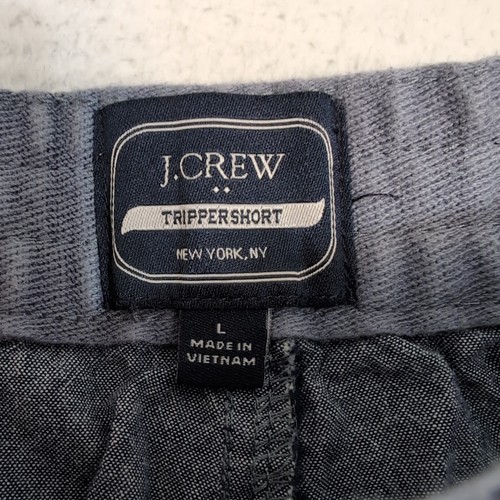 J.CREW
TRIPPERSHORT
NEW YORK, NY
L
MADE IN
VIETNAM